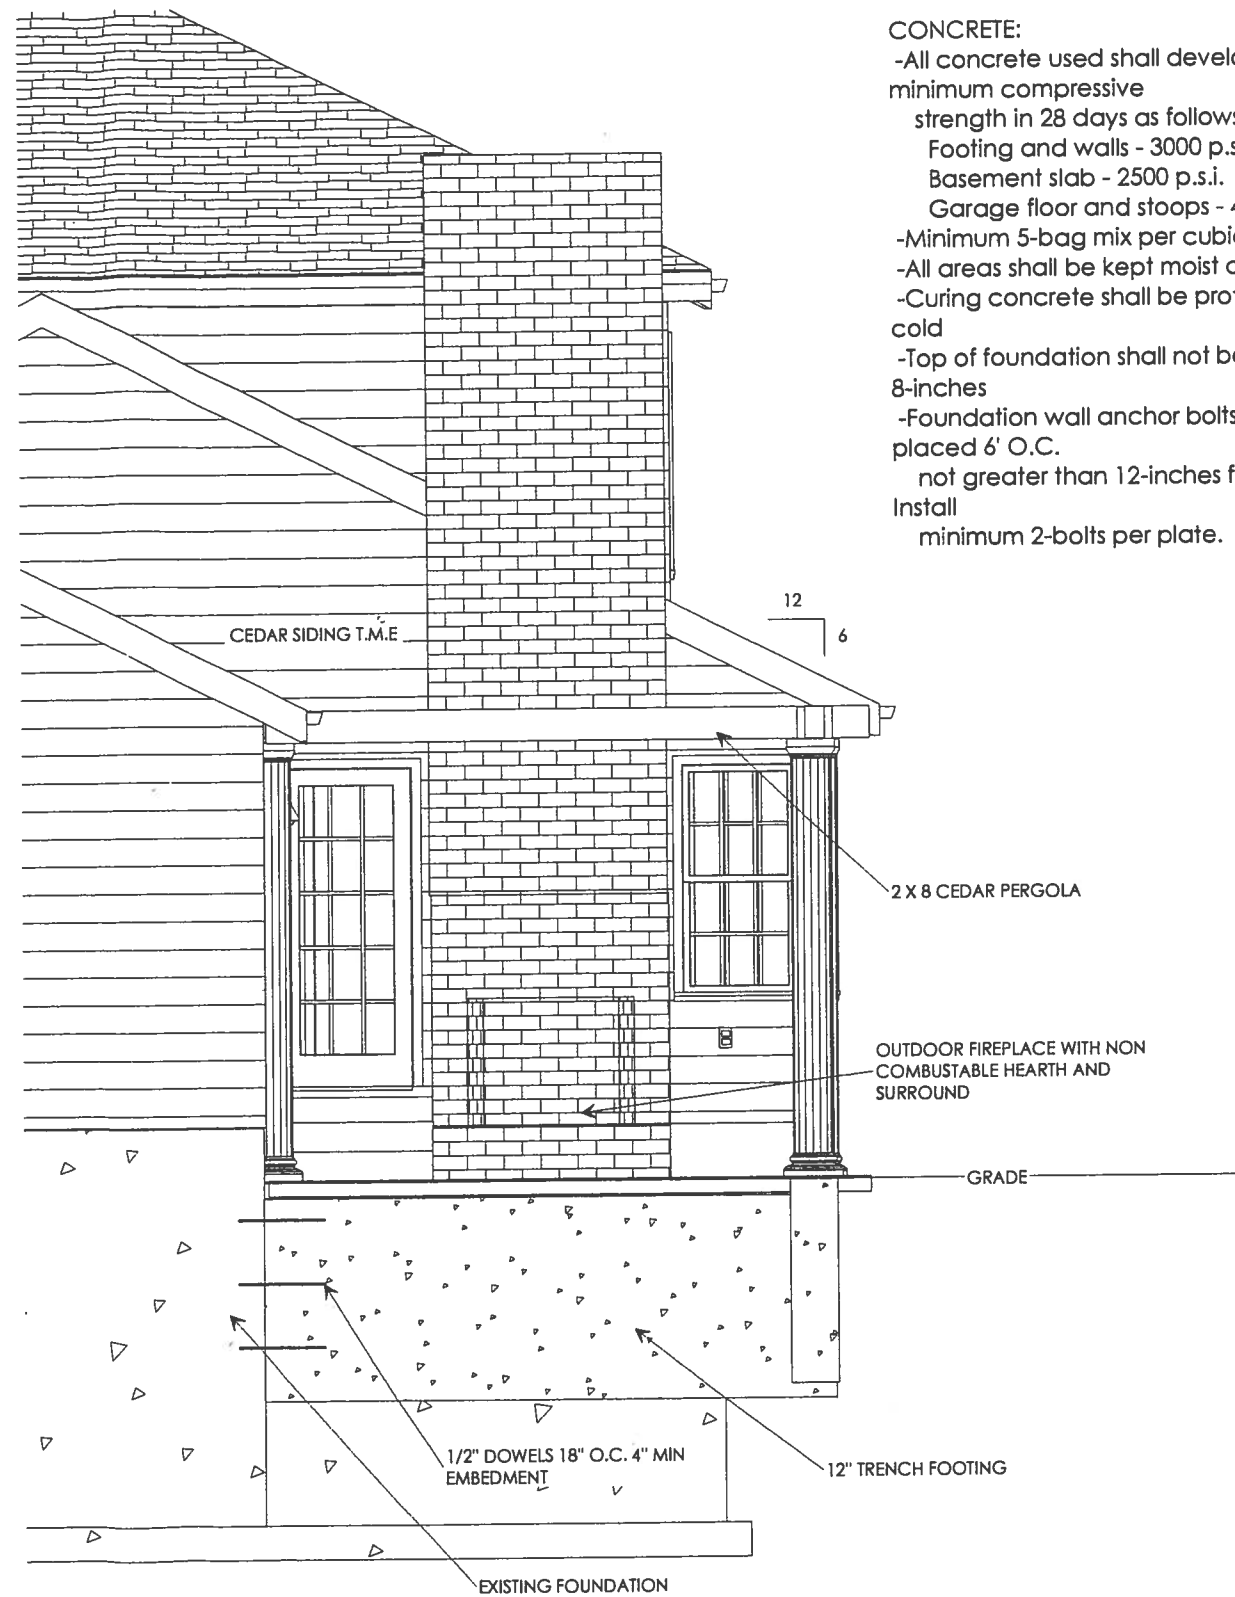 CONCRETE:
-All concrete used shall
minimum compressive
strength in 28 days as follows
Footing and walls - 3000
Basement slab - 2500 p.s.i.
Garage floor and stoops -
-Minimum 5-bag mix per
-All areas shall be kept moist
-Curing concrete shall be
cold
-Top of foundation shall not
8-inches
-Foundation wall anchor bolts
placed 6' O.C.
not greater than 12-inches
Install
minimum 2-bolts per plate.
12
6
CEDAR SIDING T.M.E
2 X 8 CEDAR PERGOLA
OUTDOOR FIREPLACE WITH NON
COMBUSTABLE HEARTH AND
SURROUND
GRADE
1/2" DOWELS 18" O.C. 4" MIN
EMBEDMENT
12" TRENCH FOOTING
EXISTING FOUNDATION